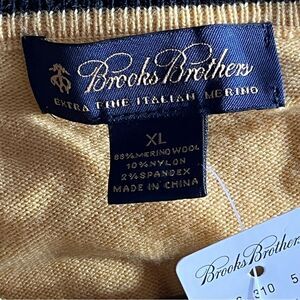 Brooks Brothers
EXTRA FINE ITALIAN MERINO
XL
88% MERINO WOOL
10% NYLON
2% SPANDEX
MADE IN CHINA
Brooks Brothers
310 5